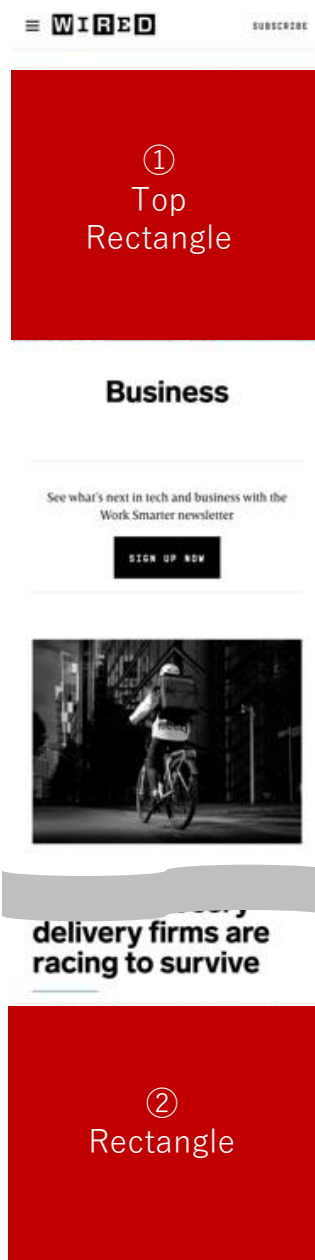 WIRED
SUBSCRIBE
①
Top
Rectangle
Business
See what's next in tech and business with the
Work Smarter newsletter
SIGN UP NOW
delivery firms are
racing to survive
②
Rectangle